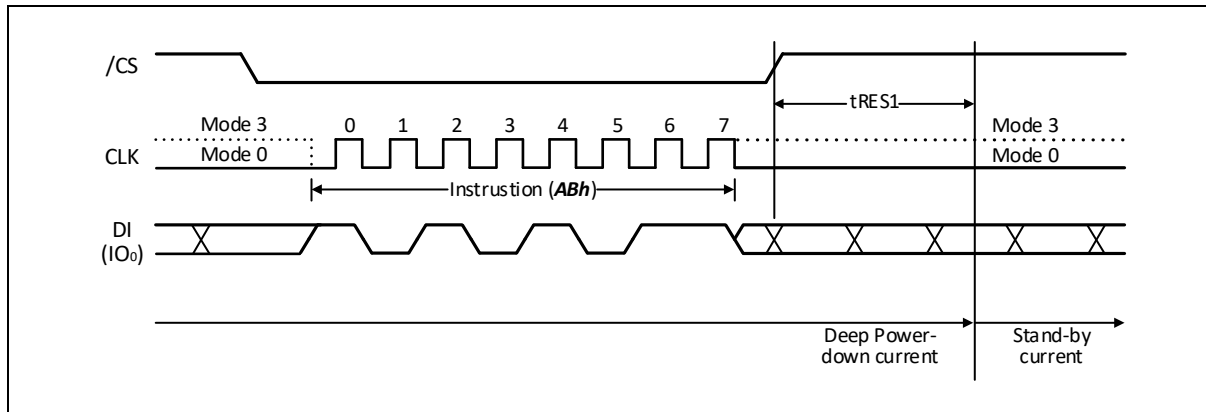 /CS
tRES1
Mode 3
0 1 2 3 4 5 6 7
Mode 3
CLK
Mode 0
Mode 0
Instrustion (ABh)
DI
(IO₀)
Deep Power-
down current
Stand-by
current